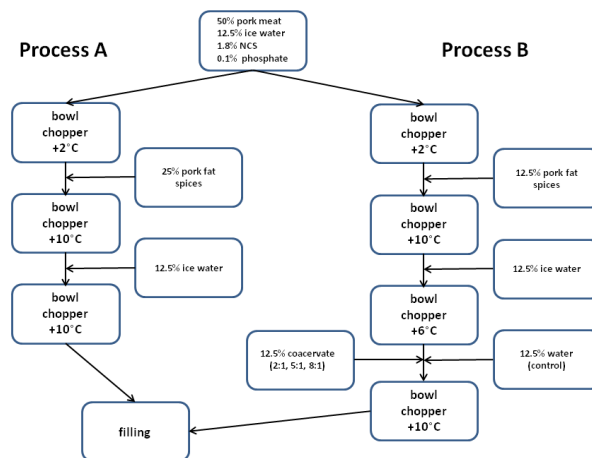 50% pork meat
12.5% ice water
1.8% NCS
0.1% phosphate
Process A
Process B
bowl
chopper
+2°C
25% pork fat
spices
bowl
chopper
+10°C
12.5% ice water
bowl
chopper
+10°C
bowl
chopper
+2°C
12.5% pork fat
spices
bowl
chopper
+10°C
12.5% ice water
bowl
chopper
+6°C
12.5% coacervate
(2:1, 5:1, 8:1)
12.5% water
(control)
bowl
chopper
+10°C
filling